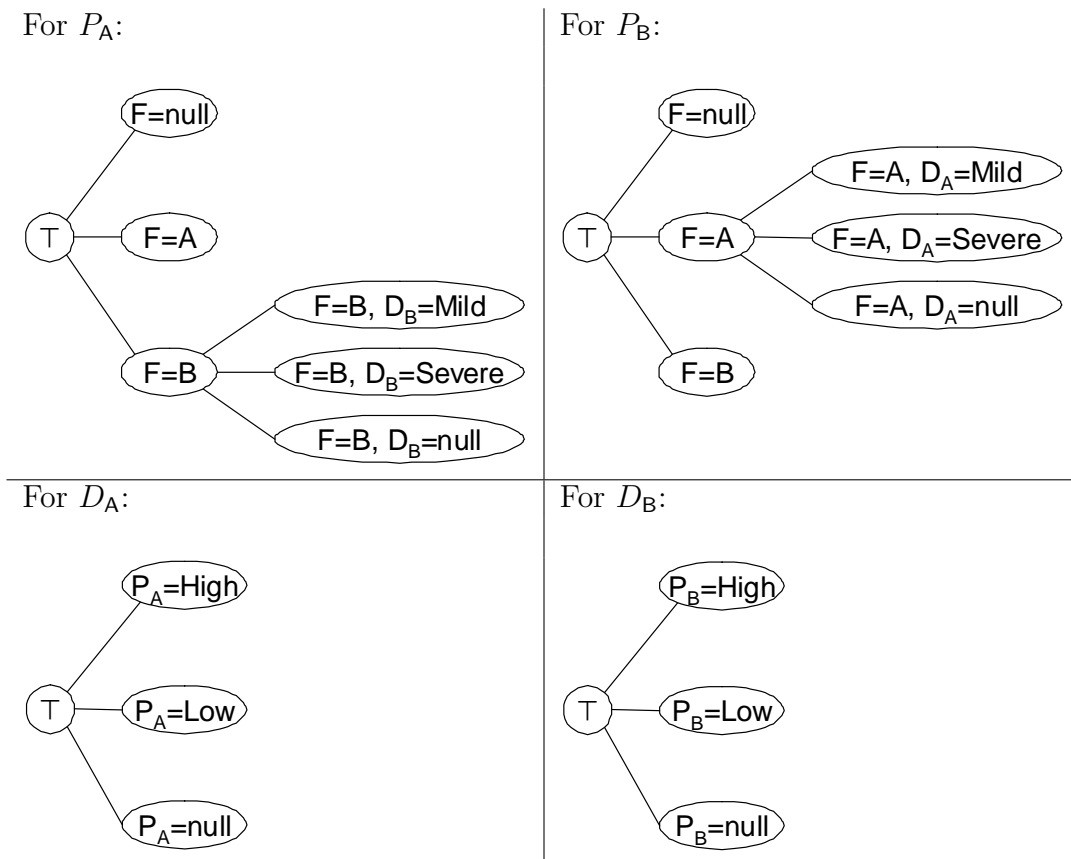 For P_A:
F=null
⊤
F=A
F=B, D_B=Mild
F=B
F=B, D_B=Severe
F=B, D_B=null
For P_B:
F=null
F=A, D_A=Mild
⊤
F=A
F=A, D_A=Severe
F=A, D_A=null
F=B
For D_A:
P_A=High
⊤
P_A=Low
P_A=null
For D_B:
P_B=High
⊤
P_B=Low
P_B=null